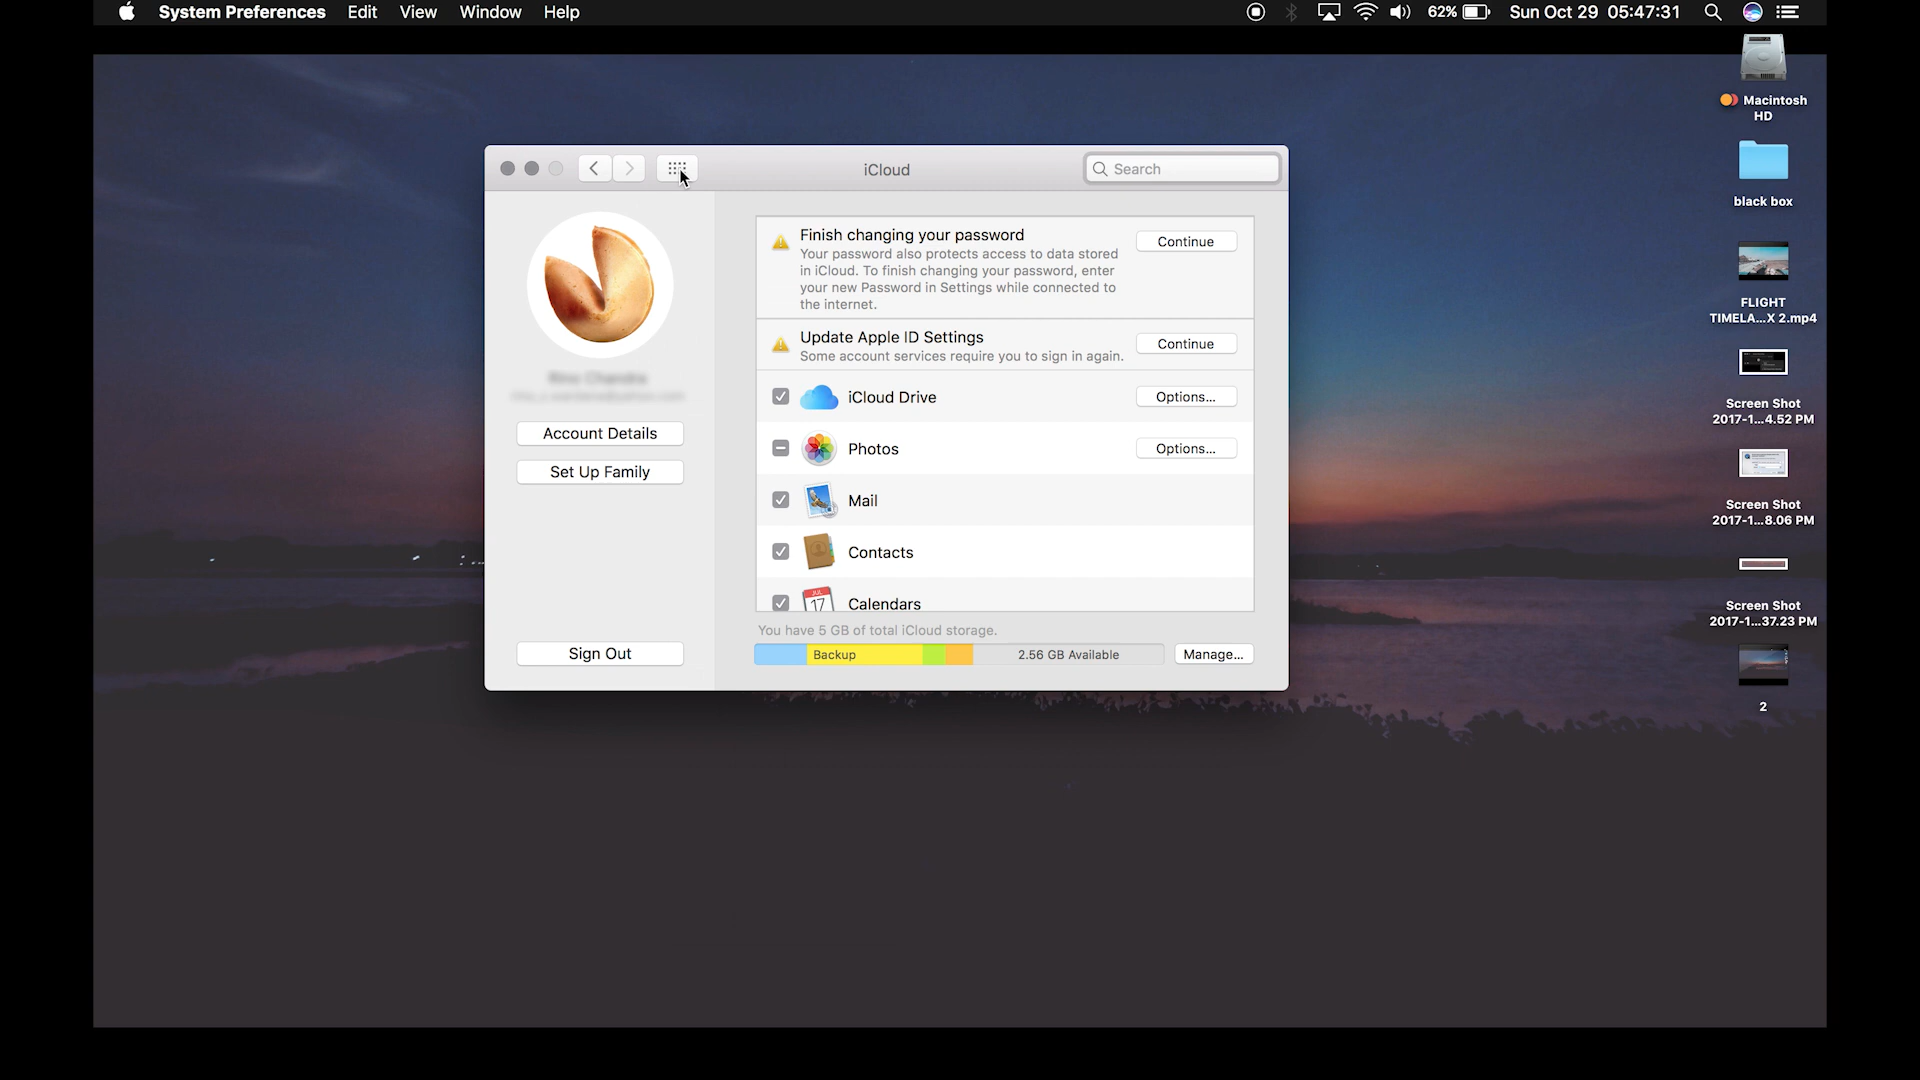 System Preferences Edit View Window Help
62% Sun Oct 29 05:47:31
Macintosh
HD
black box
FLIGHT
TIMELA...X 2.mp4
Screen Shot
2017-1...4.52 PM
Screen Shot
2017-1...8.06 PM
Screen Shot
2017-1...37.23 PM
2
iCloud
Search
Account Details
Set Up Family
Sign Out
Finish changing your password
Continue
Your password also protects access to data stored
in iCloud. To finish changing your password, enter
your new Password in Settings while connected to
the internet.
Update Apple ID Settings
Continue
Some account services require you to sign in again.
iCloud Drive
Options...
Photos
Options...
Mail
Contacts
JUL
17
Calendars
You have 5 GB of total iCloud storage.
Backup
2.56 GB Available
Manage...